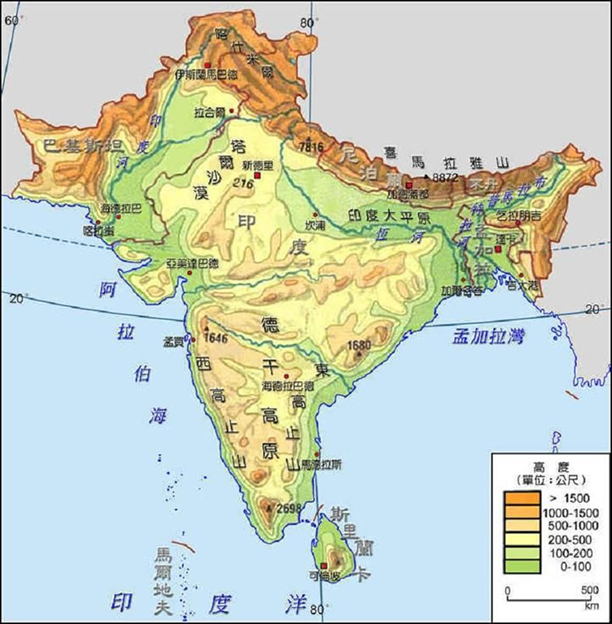 60°
80°
喀什米爾
伊斯蘭馬巴德
拉合爾
印度河
巴基斯坦
塔爾沙漠
新德里
216
7816
喜馬拉雅山
8872
尼泊爾
加德滿都
不丹
布拉馬普特拉河
乞拉朋吉
海德拉巴
喀拉蚩
坎浦
印度大平原
恆河
孟加拉
達卡
吉大港
加爾各答
印度
亞美達巴德
20°
20°
阿拉伯海
孟買
1646
德干高原
1680
孟加拉灣
西高止山
東高止山
海德拉巴德
馬德拉斯
2698
斯里蘭卡
可倫坡
馬爾地夫
印度洋
80°
高度
(單位:公尺)
> 1500
1000-1500
500-1000
200-500
100-200
0-100
0 500
km